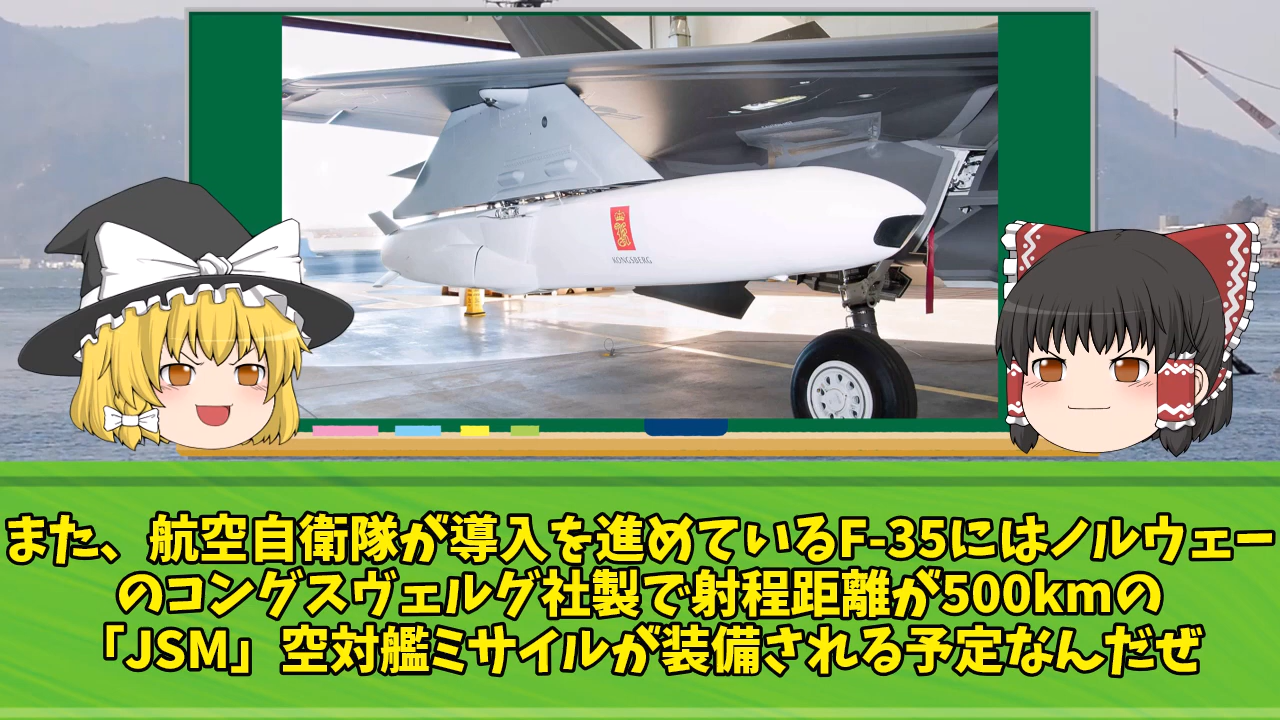 KONGSBERG
また、航空自衛隊が導入を進めているF-35にはノルウェー
のコングスヴェルグ社製で射程距離が500kmの
「JSM」空対艦ミサイルが装備される予定なんだぜ